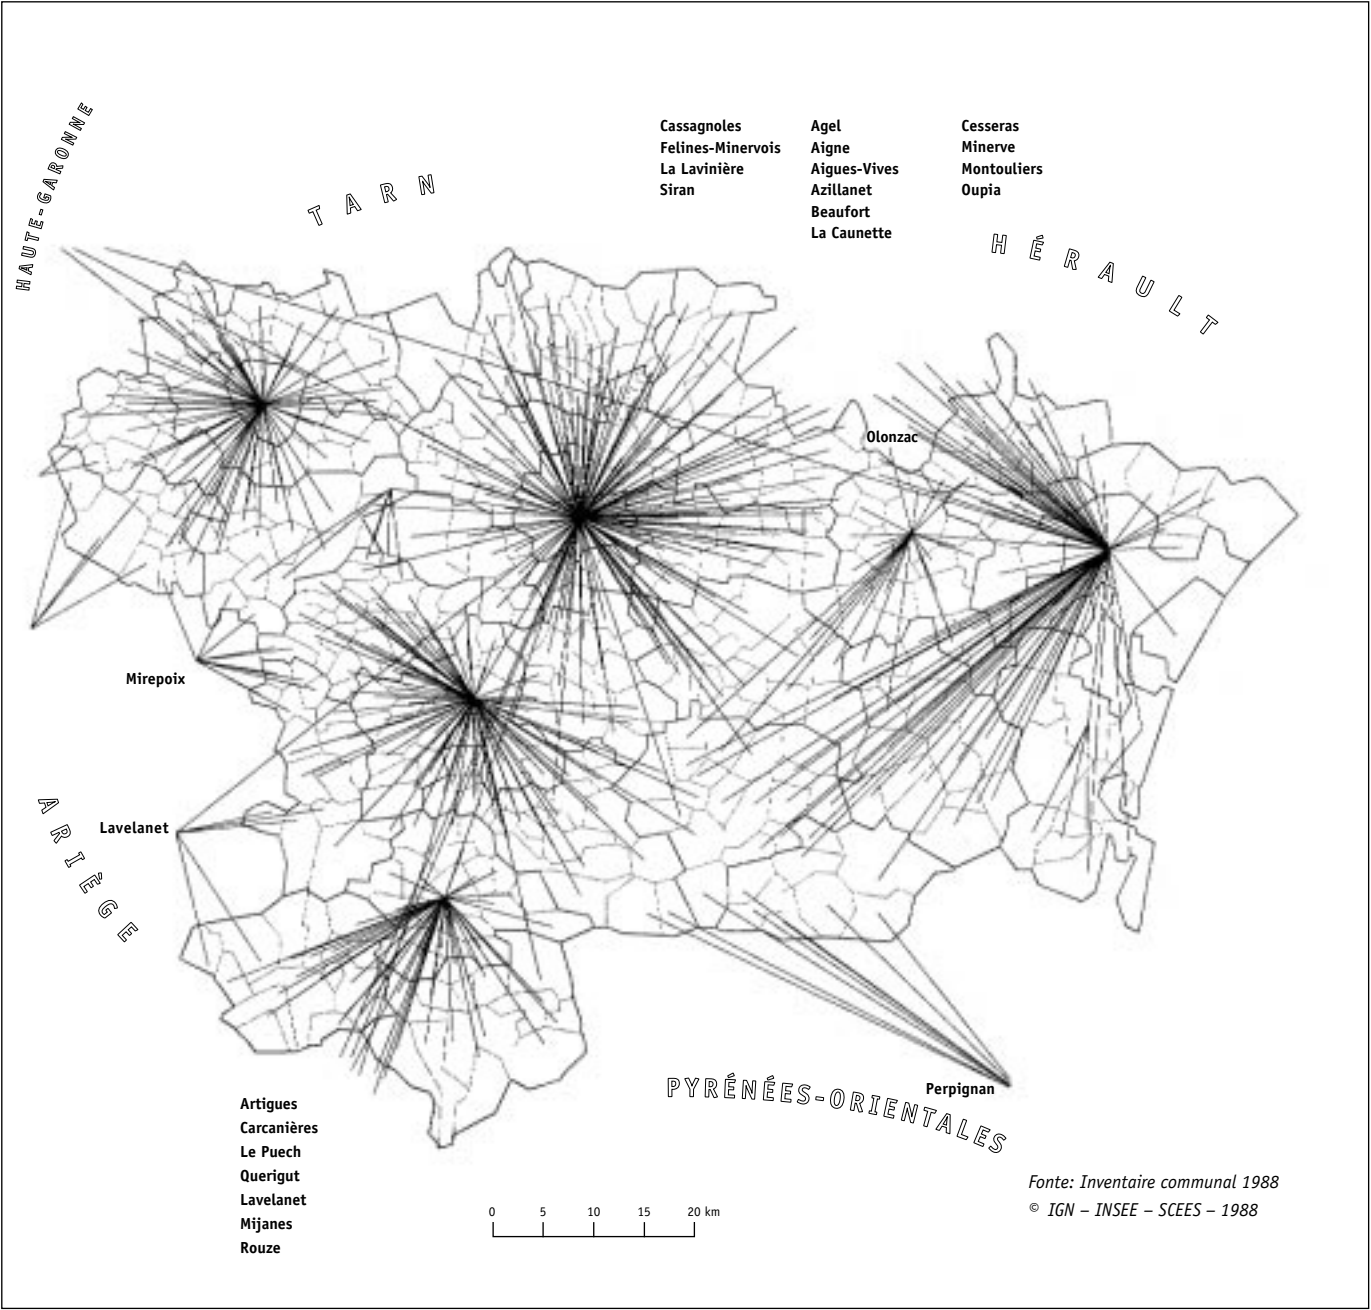 HAUTE-GARONNE
TARN
Cassagnoles
Felines-Minervois
La Lavinière
Siran
Agel
Aigne
Aigues-Vives
Azillanet
Beaufort
La Caunette
Cesseras
Minerve
Montouliers
Oupia
HÉRAULT
Olonzac
Mirepoix
Lavelanet
ARIÉGE
Perpignan
PYRÉNÉES-ORIENTALES
Artigues
Carcanières
Le Puech
Querigut
Lavelanet
Mijanes
Rouze
0 5 10 15 20 km
Fonte: Inventaire communal 1988
© IGN – INSEE – SCEES – 1988